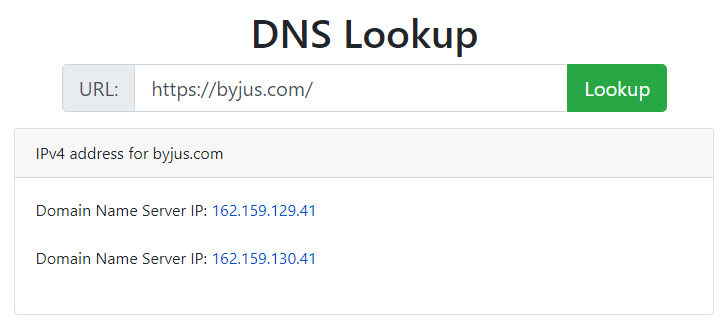 DNS Lookup
URL: https://byjus.com/ Lookup
IPv4 address for byjus.com
Domain Name Server IP: 162.159.129.41
Domain Name Server IP: 162.159.130.41